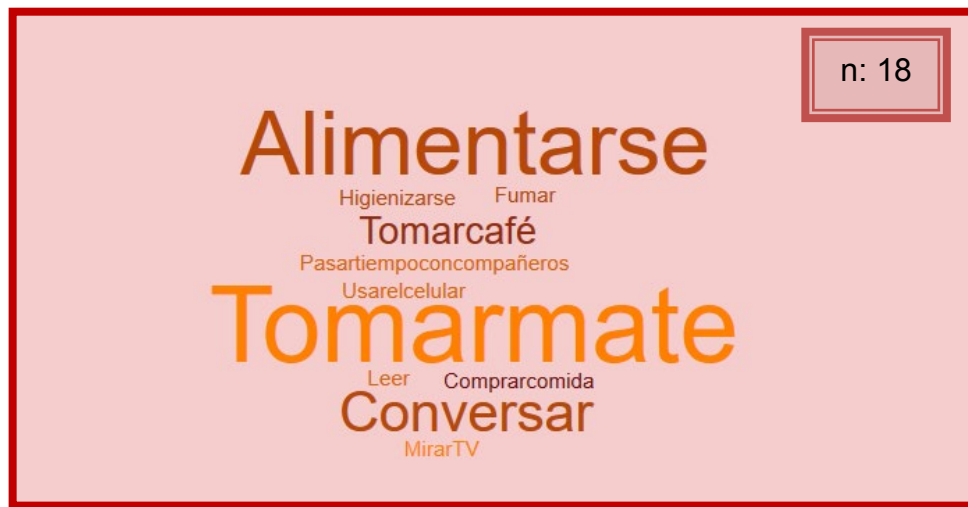 n: 18
Alimentarse
Higienizarse Fumar
Tomarcafé
Pasartiempoconcompañeros
Usarelcelular
Tomarmate
Leer Comprarcomida
Conversar
MirarTV